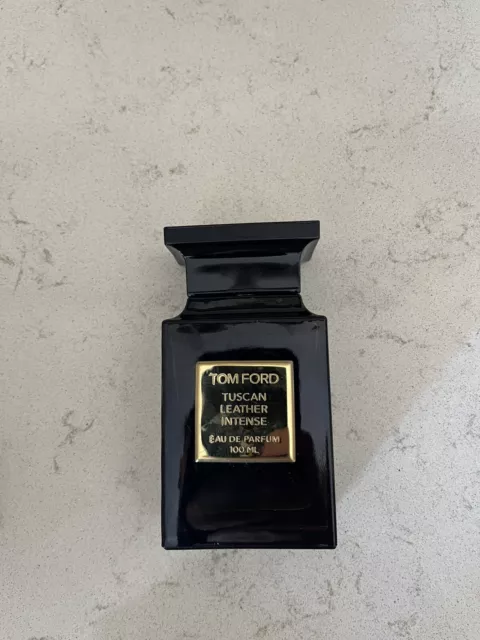 TOM FORD
TUSCAN
LEATHER
INTENSE
EAU DE PARFUM
100 ML